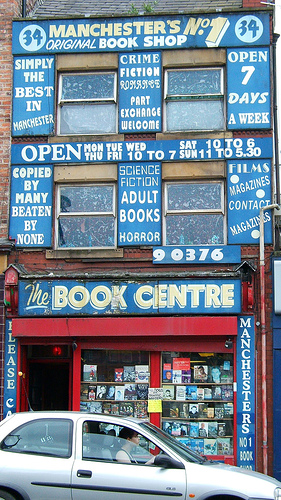 34 MANCHESTER'S No.1 34
ORIGINAL BOOK SHOP
SIMPLY
THE
BEST
IN
MANCHESTER
CRIME
FICTION
ROMANCE
PART
EXCHANGE
WELCOME
OPEN
7
DAYS
A WEEK
OPEN MON TUE WED SAT 10 TO 6
THU FRI 10 TO 7 SUN 11 TO 5.30
COPIED
BY
MANY
BEATEN
BY
NONE
SCIENCE
FICTION
ADULT
BOOKS
HORROR
FILMS
MAGAZINES
CONTACT
MAGAZINES
9 0376
The BOOK CENTRE
PLEASE
MANCHESTERS
NO 1
BOOK